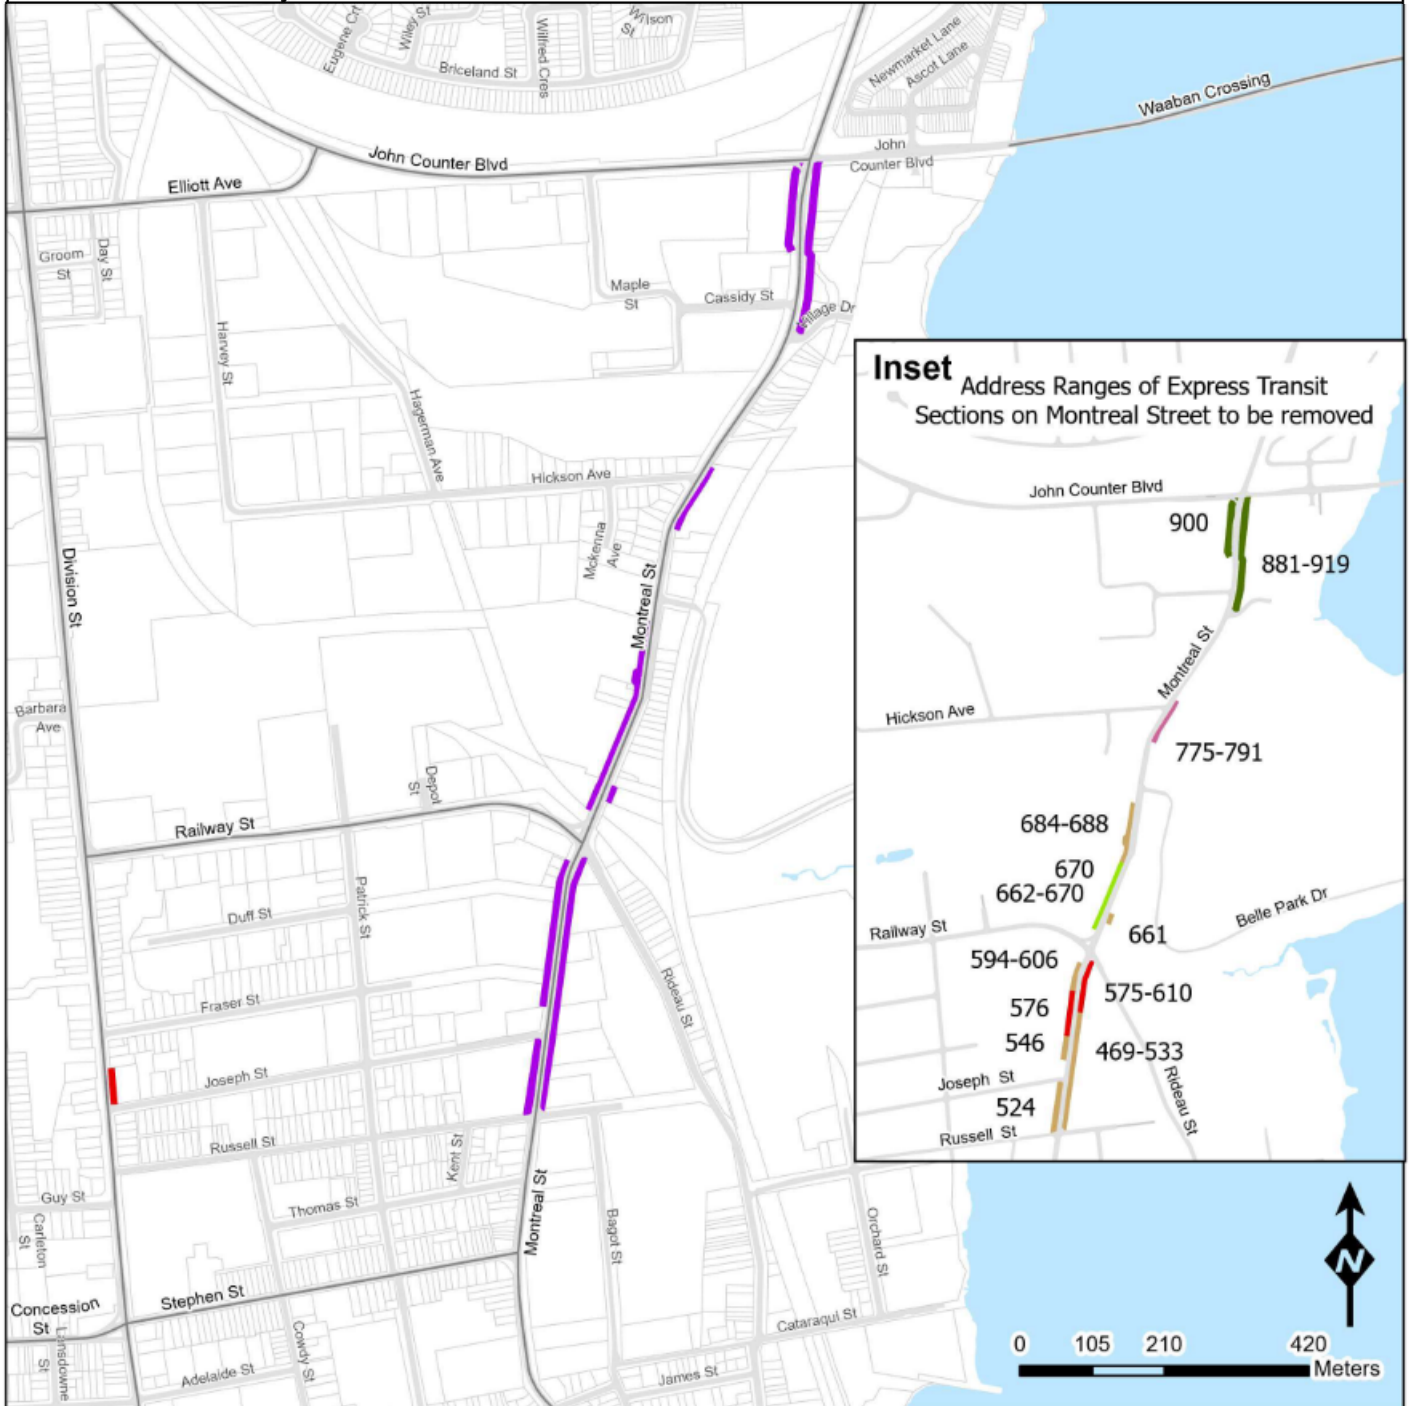 Eugene Crt
Wiley St
Wilfred Cres
Wilson
St
Briceland St
Newmarket Lane
Ascot Lane
Waaban Crossing
John Counter Blvd
John
Counter Blvd
Elliott Ave
Groom
St
Day St
Harvey St
Maple
St
Cassidy St
Village Dr
Hagerman Ave
Hickson Ave
Mckenna
Ave
Division St
Montreal St
Barbara
Ave
Depot
St
Railway St
Patrick St
Duff St
Fraser St
Rideau St
Joseph St
Russell St
Kent St
Guy St
Thomas St
Carleton
St
Montreal St
Bagot St
Orchard St
Stephen St
Concession
St
Lansdowne
St
Cowdy St
Adelaide St
Cataraqui St
James St
Inset
Address Ranges of Express Transit
Sections on Montreal Street to be removed
John Counter Blvd
900
881-919
Montreal St
Hickson Ave
775-791
684-688
670
662-670
Belle Park Dr
Railway St
661
594-606
575-610
576
546
469-533
Joseph St
Rideau St
524
Russell St
N
0 105 210 420
Meters